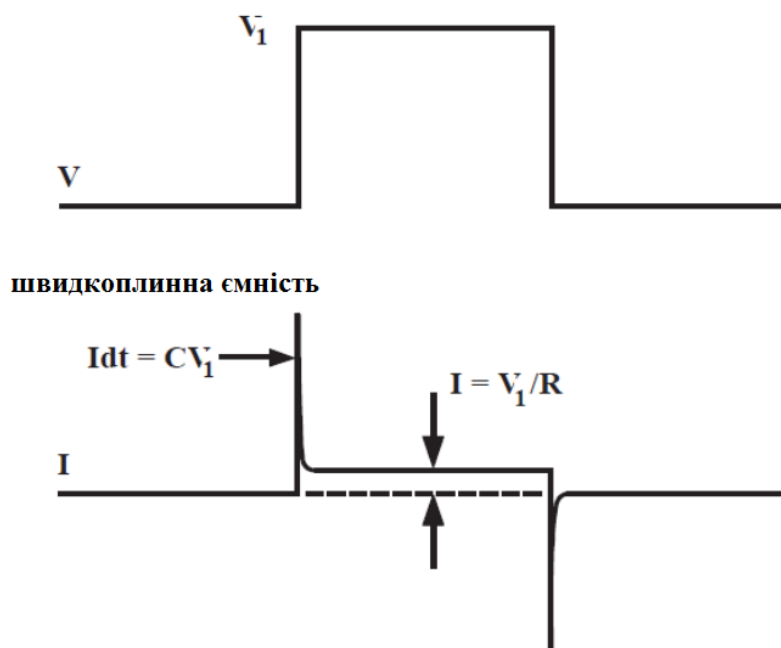 V₁
V
швидкоплинна ємність
Idt = CV₁
I = V₁/R
I